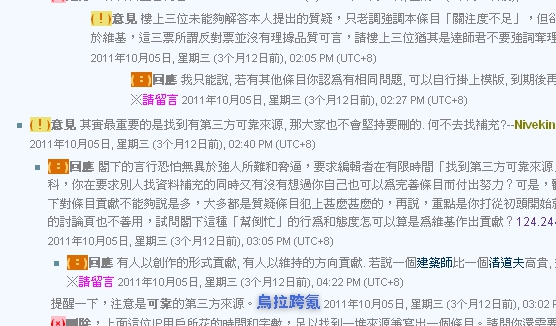 (!)意見 樓上三位未能夠解答本人提出的質疑，只老調強調本條目「關注度不足」，但
於維基，這三票所謂反對票並沒有理據品質可言，請樓上三位猶其是達師君不要強詞奪理
2011年10月05日, 星期三 (3个月12日前), 02:05 PM (UTC+8)
(:)回應 我只能說, 若有其他條目你認為有相同問題, 可以自行掛上模版, 到期後再
※請留言 2011年10月05日, 星期三 (3个月12日前), 02:27 PM (UTC+8)
(!)意見 其實最重要的是找到有第三方可靠來源, 那大家也不會堅持要刪的. 何不去找補充?--Niveki
2011年10月05日, 星期三 (3个月12日前), 02:40 PM (UTC+8)
(:)回應 閣下的言行恐怕無異於強人所難和脅逼，要求編輯者在有限時間「找到第三方可靠來源」
科，你在要求別人找資料補充的同時又有沒有想過你自己也可以為完善條目而付出努力？可是，
下對條目貢獻不能夠說是多，大多都是質疑條目犯上甚麼甚麼的，再說，重點是你打從初頭開始就
的討論頁也不善用，試問閣下這種「幫倒忙」的行為和態度怎可以算是為維基作出貢獻？124.244
2011年10月05日, 星期三 (3个月12日前), 03:05 PM (UTC+8)
(:)回應 有人以創作的形式貢獻, 有人以維持的方向貢獻. 若說一個建築師比一個清道夫高貴,
※請留言 2011年10月05日, 星期三 (3个月12日前), 04:22 PM (UTC+8)
提醒一下，注意是可靠的第三方來源。烏拉跨氪 2011年10月05日, 星期三 (3个月12日前), 03:02 P
(×)刪除，上面這位IP用戶所花的時間和字數，足以找到一堆來源兼寫出一個條目。請問你還需要